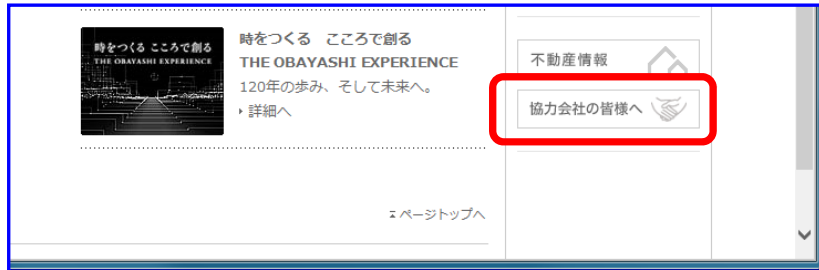 時をつくる こころで創る
THE OBAYASHI EXPERIENCE
時をつくる　こころで創る
THE OBAYASHI EXPERIENCE
120年の歩み、そして未来へ。
詳細へ
ページトップへ
不動産情報
協力会社の皆様へ